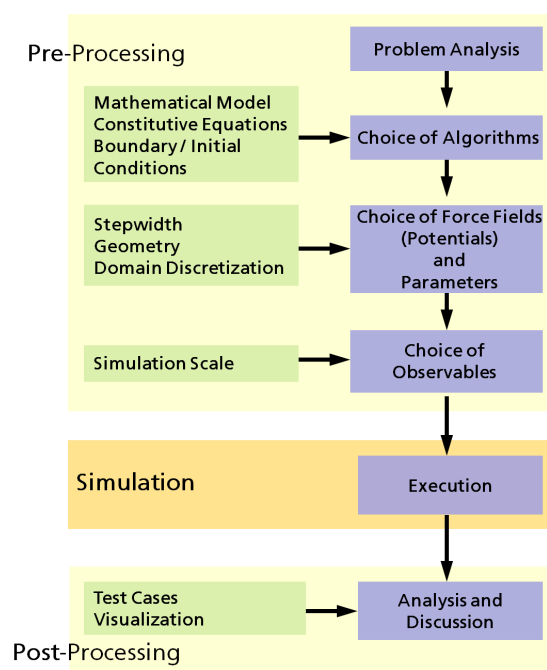 Pre-Processing
Problem Analysis
Mathematical Model
Constitutive Equations
Boundary / Initial
Conditions
Choice of Algorithms
Stepwidth
Geometry
Domain Discretization
Choice of Force Fields
(Potentials)
and
Parameters
Simulation Scale
Choice of
Observables
Simulation
Execution
Test Cases
Visualization
Analysis and
Discussion
Post-Processing